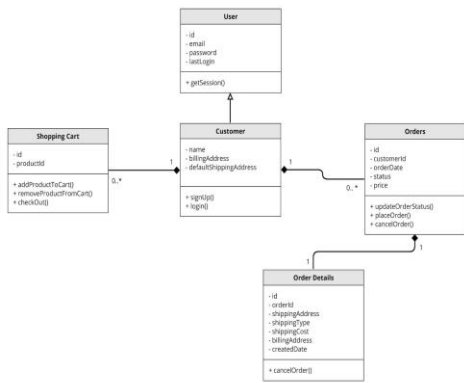 User
- id
- email
- password
- lastLogin
+ getSession()
Shopping Cart
- id
- productId
+ addProductToCart()
+ removeProductFromCart()
+ checkOut()
0..*
1
Customer
- name
- billingAddress
- defaultShippingAddress
+ signUp()
+ login()
1
0.. *
Orders
- id
- customerId
- orderDate
- status
- price
+ updateOrderStatus()
+ placeOrder()
+ cancelOrder()
1
1
Order Details
- id
- orderId
- shippingAddress
- shippingType
- shippingCost
- billingAddress
- createdDate
+ cancelOrder()